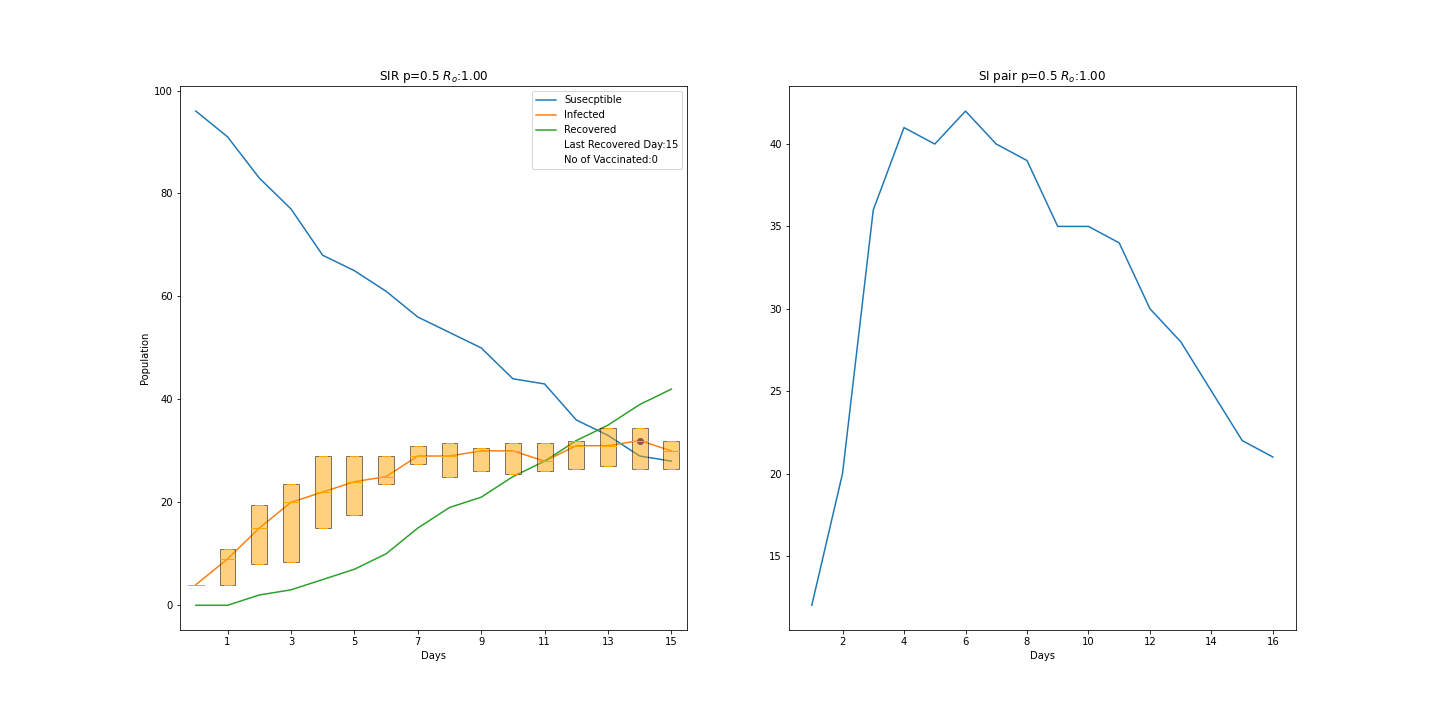 SIR p=0.5 Rₒ:1.00
100
80
60
40
20
0
Population
Susecptible
Infected
Recovered
Last Recovered Day:15
No of Vaccinated:0
1 3 5 7 9 11 13 15
Days
SI pair p=0.5 Rₒ:1.00
40
35
30
25
20
15
2 4 6 8 10 12 14 16
Days